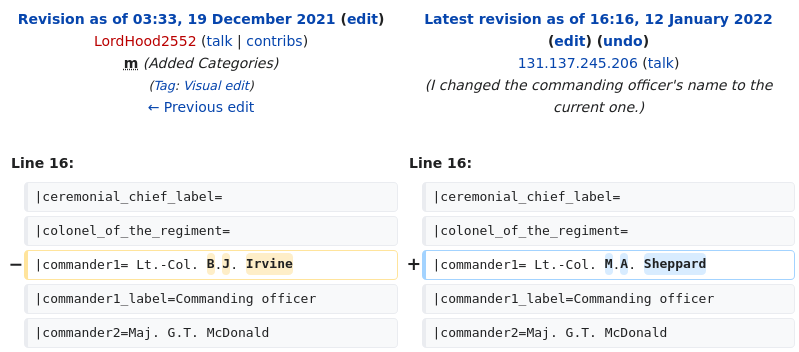 Revision as of 03:33, 19 December 2021 (edit)
LordHood2552 (talk | contribs)
m (Added Categories)
(Tag: Visual edit)
← Previous edit
Latest revision as of 16:16, 12 January 2022
(edit) (undo)
131.137.245.206 (talk)
(I changed the commanding officer's name to the
current one.)
Line 16:
Line 16:
|ceremonial_chief_label=
|ceremonial_chief_label=
|colonel_of_the_regiment=
|colonel_of_the_regiment=
− |commander1= Lt.-Col. B.J. Irvine
+ |commander1= Lt.-Col. M.A. Sheppard
|commander1_label=Commanding officer
|commander1_label=Commanding officer
|commander2=Maj. G.T. McDonald
|commander2=Maj. G.T. McDonald